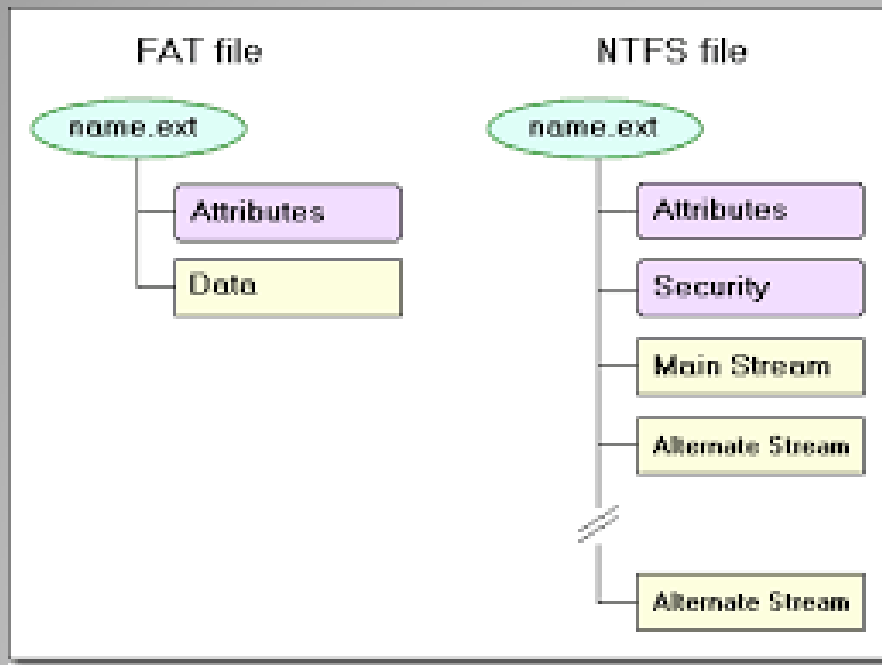 FAT file
name.ext
Attributes
Data
NTFS file
name.ext
Attributes
Security
Main Stream
Alternate Stream
Alternate Stream